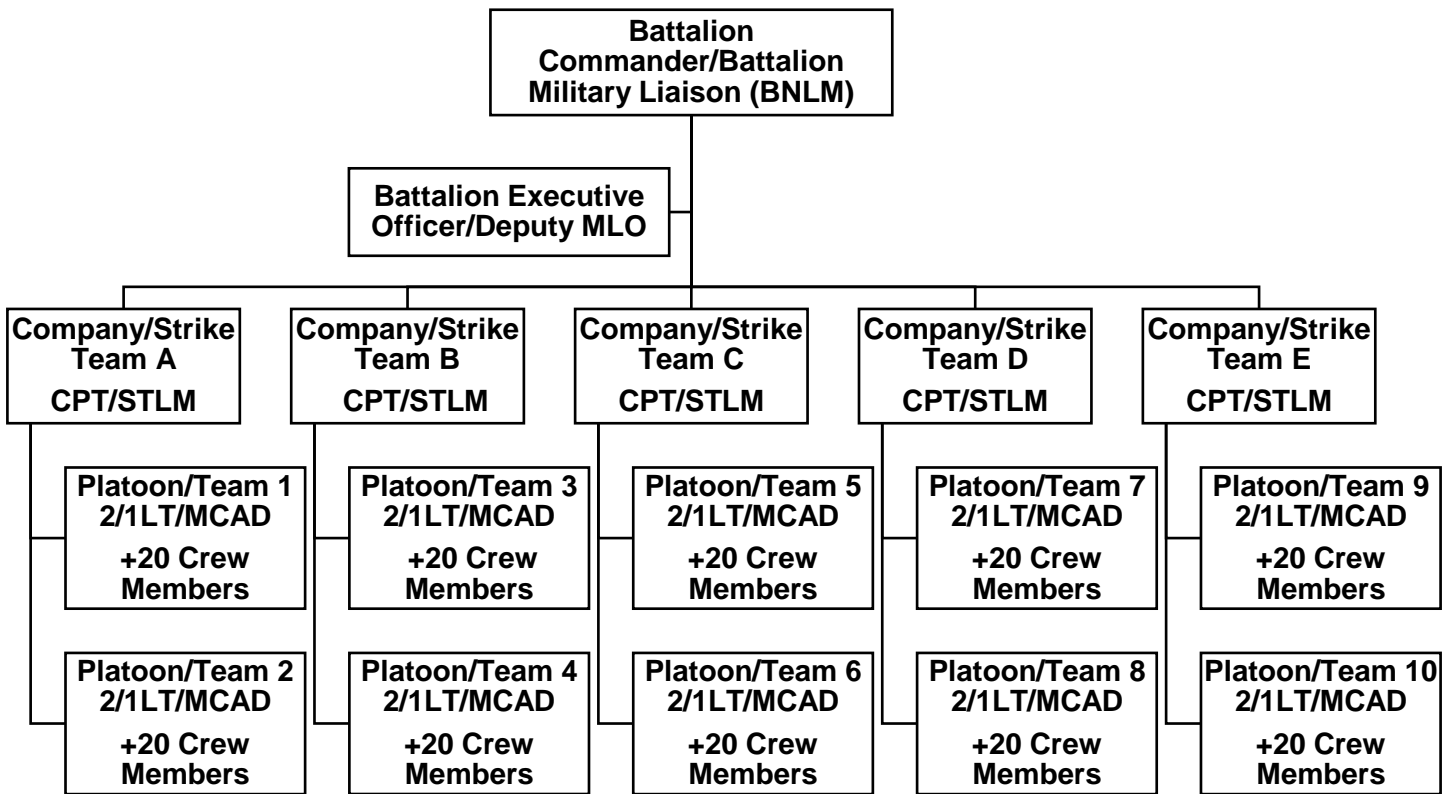 Battalion
Commander/Battalion
Military Liaison (BNLM)
Battalion Executive
Officer/Deputy MLO
Company/Strike
Team A
CPT/STLM
Company/Strike
Team B
CPT/STLM
Company/Strike
Team C
CPT/STLM
Company/Strike
Team D
CPT/STLM
Company/Strike
Team E
CPT/STLM
Platoon/Team 1
2/1LT/MCAD
+20 Crew
Members
Platoon/Team 3
2/1LT/MCAD
+20 Crew
Members
Platoon/Team 5
2/1LT/MCAD
+20 Crew
Members
Platoon/Team 7
2/1LT/MCAD
+20 Crew
Members
Platoon/Team 9
2/1LT/MCAD
+20 Crew
Members
Platoon/Team 2
2/1LT/MCAD
+20 Crew
Members
Platoon/Team 4
2/1LT/MCAD
+20 Crew
Members
Platoon/Team 6
2/1LT/MCAD
+20 Crew
Members
Platoon/Team 8
2/1LT/MCAD
+20 Crew
Members
Platoon/Team 10
2/1LT/MCAD
+20 Crew
Members